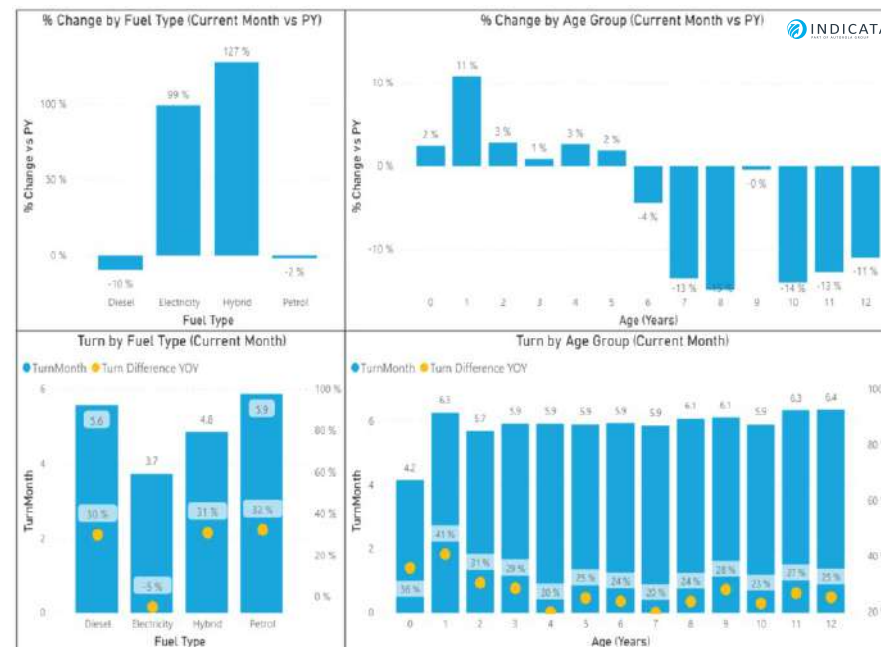 % Change by Fuel Type (Current Month vs PY)
% Change vs PY
100 %
50 %
0 %
-10 %
99 %
127 %
-2 %
Diesel Electricity Hybrid Petrol
Fuel Type
% Change by Age Group (Current Month vs PY)
INDICATA
% Change vs PY
10 %
0 %
-10 %
2 %
11 %
3 %
1 %
3 %
2 %
-4 %
-13 %
-15 %
-0 %
-14 %
-13 %
-11 %
0 1 2 3 4 5 6 7 8 9 10 11 12
Age (Years)
Turn by Fuel Type (Current Month)
TurnMonth Turn Difference YOY
TurnMonth
6
4
2
0
5.6
3.7
4.8
5.9
30 %
-5 %
31 %
32 %
100 %
80 %
60 %
40 %
20 %
0 %
Diesel Electricity Hybrid Petrol
Fuel Type
Turn by Age Group (Current Month)
TurnMonth Turn Difference YOY
TurnMonth
6
4
2
0
4.2 6.3 5.7 5.9 5.9 5.9 5.9 5.9 6.1 6.1 5.9 6.3 6.4
36 % 41 % 31 % 29 % 20 % 25 % 24 % 20 % 24 % 28 % 23 % 27 % 25 %
100
80
60
40
20
0 1 2 3 4 5 6 7 8 9 10 11 12
Age (Years)